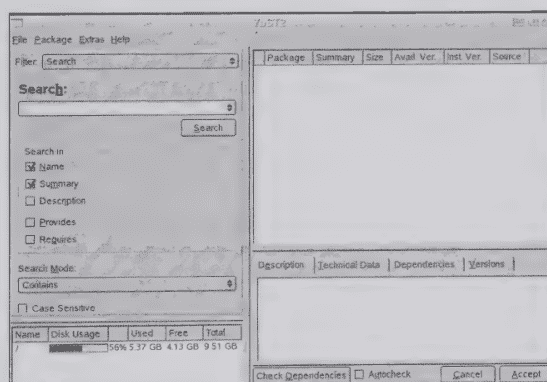 YaST2
File Package Extras Help
Filter: Search
Search:
Search
Search in
Name
Summary
Description
Provides
Requires
Search Mode:
Contains
Case Sensitive
Name Disk Usage Used Free Total
/ 56% 5.37 GB 4.13 GB 9.51 GB
Package Summary Size Avail. Ver. Inst. Ver. Source
Description Technical Data Dependencies Versions
Check Dependencies Autocheck Cancel Accept